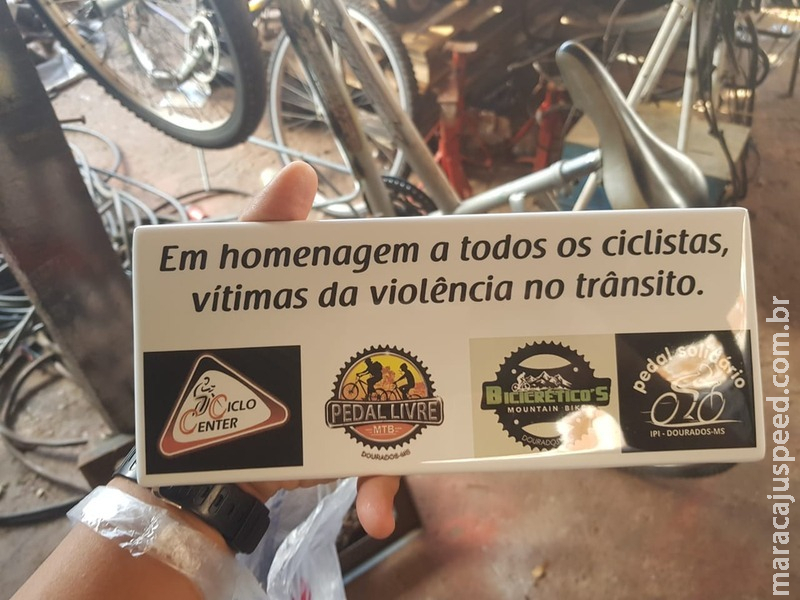 Em homenagem a todos os ciclistas,
vítimas da violência no trânsito.
CICLO
CENTER
PEDAL LIVRE
MTB
DOURADOS-MS
BICICRÉTICO'S
MOUNTAIN BIKE
pedal solidário
IPI - DOURADOS-MS
maracajuspeed.com.br